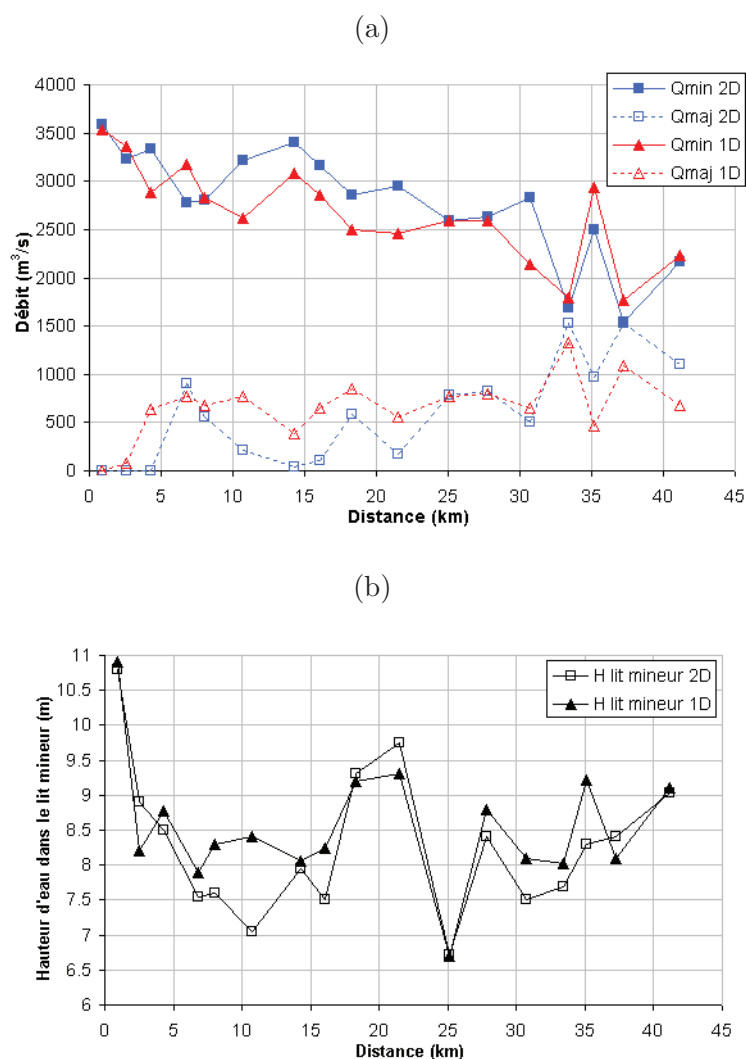 (a)
4000
3500
3000
2500
2000
1500
1000
500
0
Débit (m³/s)
Qmin 2D
Qmaj 2D
Qmin 1D
Qmaj 1D
0 5 10 15 20 25 30 35 40 45
Distance (km)
(b)
11
10.5
10
9.5
9
8.5
8
7.5
7
6.5
6
Hauteur d'eau dans le lit mineur (m)
H lit mineur 2D
H lit mineur 1D
0 5 10 15 20 25 30 35 40 45
Distance (km)